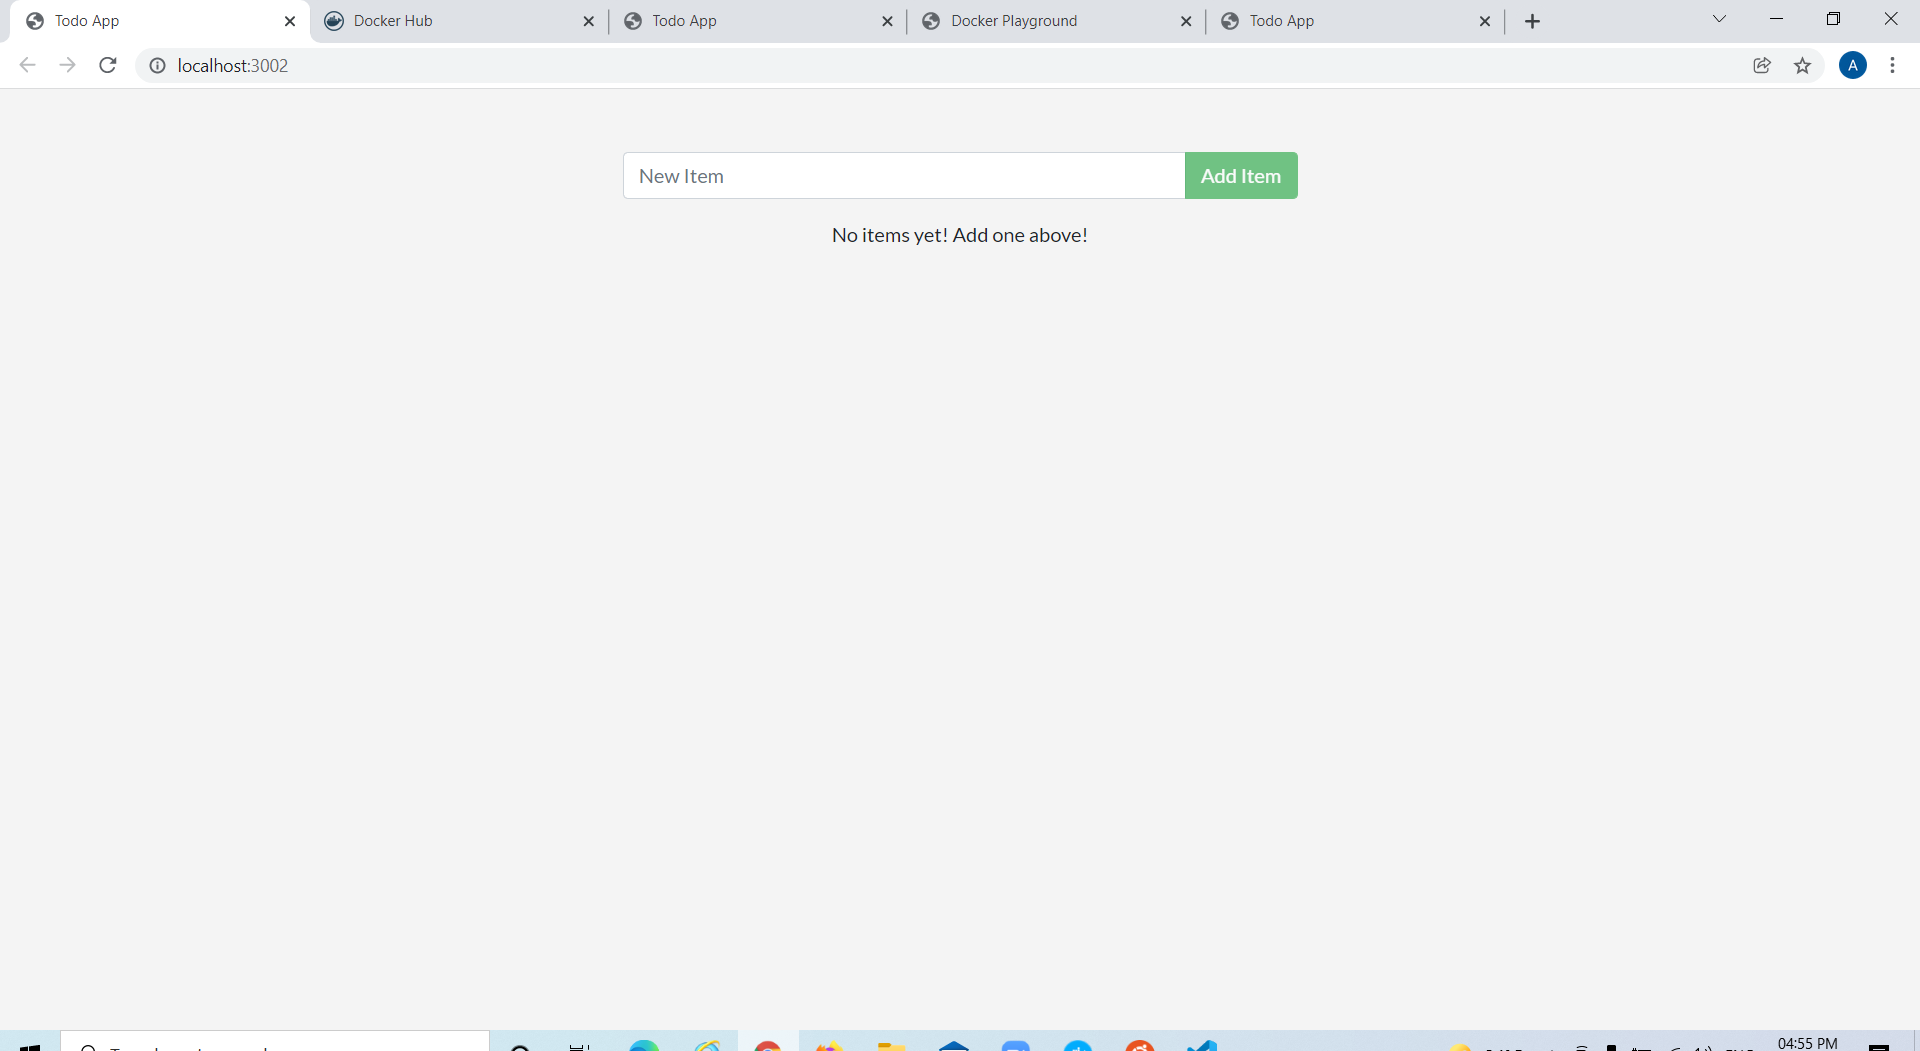 Todo App
Docker Hub
Todo App
Docker Playground
Todo App
localhost:3002
A
New Item
Add Item
No items yet! Add one above!
04:55 PM